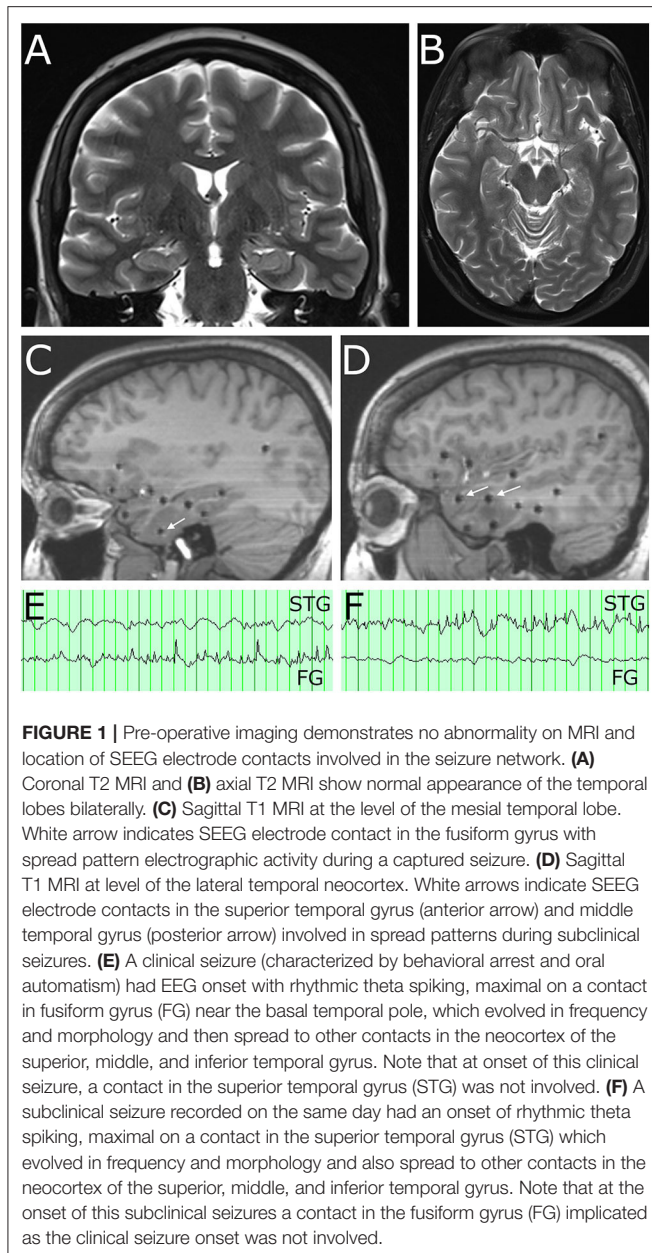 A
B
C
D
E
STG
FG
F
STG
FG
FIGURE 1 | Pre-operative imaging demonstrates no abnormality on MRI and
location of SEEG electrode contacts involved in the seizure network. (A)
Coronal T2 MRI and (B) axial T2 MRI show normal appearance of the temporal
lobes bilaterally. (C) Sagittal T1 MRI at the level of the mesial temporal lobe.
White arrow indicates SEEG electrode contact in the fusiform gyrus with
spread pattern electrographic activity during a captured seizure. (D) Sagittal
T1 MRI at level of the lateral temporal neocortex. White arrows indicate SEEG
electrode contacts in the superior temporal gyrus (anterior arrow) and middle
temporal gyrus (posterior arrow) involved in spread patterns during subclinical
seizures. (E) A clinical seizure (characterized by behavioral arrest and oral
automatism) had EEG onset with rhythmic theta spiking, maximal on a contact
in fusiform gyrus (FG) near the basal temporal pole, which evolved in frequency
and morphology and then spread to other contacts in the neocortex of the
superior, middle, and inferior temporal gyrus. Note that at onset of this clinical
seizure, a contact in the superior temporal gyrus (STG) was not involved. (F) A
subclinical seizure recorded on the same day had an onset of rhythmic theta
spiking, maximal on a contact in the superior temporal gyrus (STG) which
evolved in frequency and morphology and also spread to other contacts in the
neocortex of the superior, middle, and inferior temporal gyrus. Note that at the
onset of this subclinical seizures a contact in the fusiform gyrus (FG) implicated
as the clinical seizure onset was not involved.